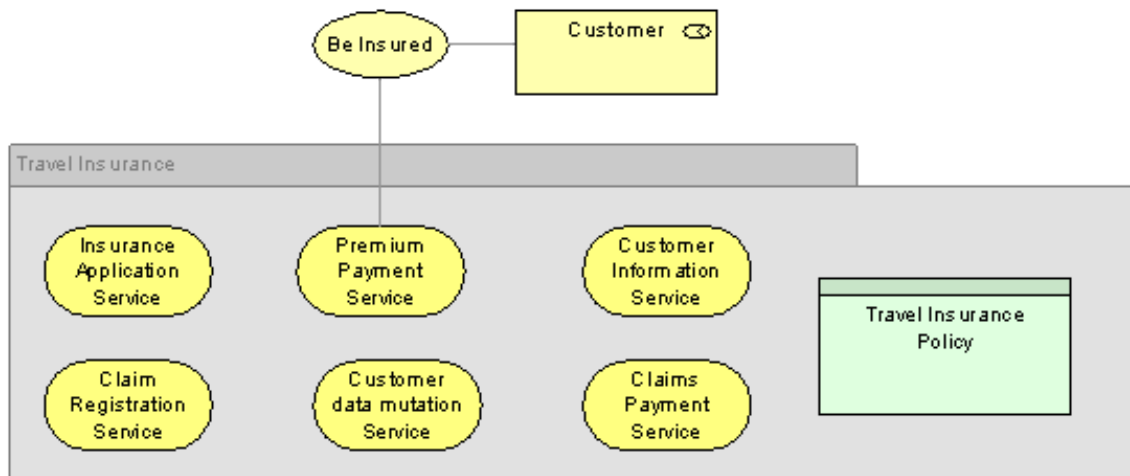 Be Insured
Customer
Travel Insurance
Insurance
Application
Service
Premium
Payment
Service
Customer
Information
Service
Travel Insurance
Policy
Claim
Registration
Service
Customer
data mutation
Service
Claims
Payment
Service